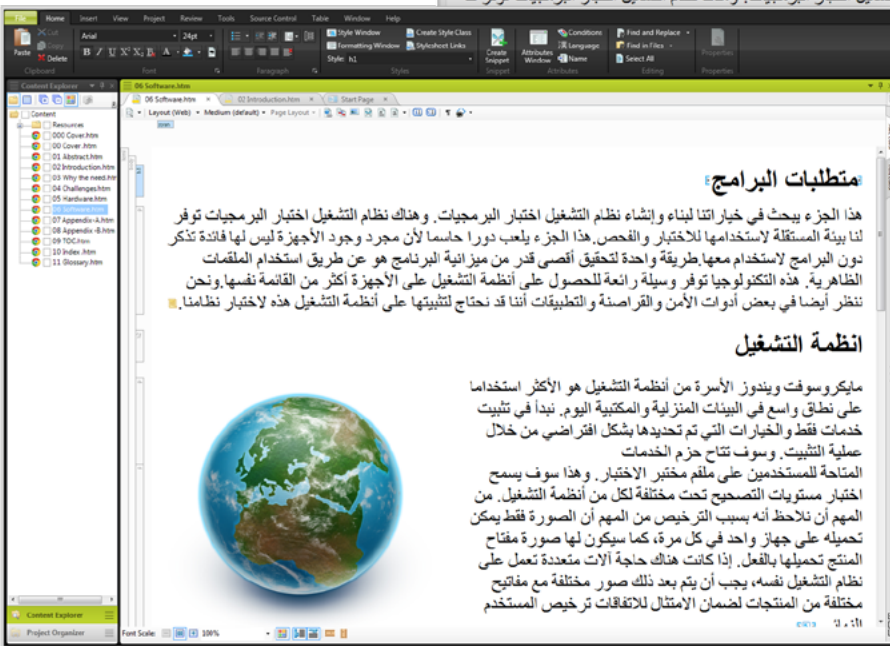 File Home Insert View Project Review Tools Source Control Table Window Help
Cut
Copy
Paste Delete
Clipboard
Arial 24pt
B I U X² X₂ B A
Font
Paragraph
Style Window Create Style Class
Formatting Window Stylesheet Links
Style: h1
Styles
Create Snippet
Snippet
Attributes Window
Conditions
Language
Name
Attributes
Find and Replace
Find in Files
Select All
Editing
Properties
Properties
Content Explorer
Content
Resources
000 Cover.htm
00 Cover.htm
01 Abstract.htm
02 Introduction.htm
03 Why the need.htm
04 Challenges.htm
05 Hardware.htm
06 Software.htm
07 Appendix-A.htm
08 Appendix-B.htm
09 TOC.htm
10 Index.htm
11 Glossary.htm
Content Explorer
Project Organizer
06 Software.htm
06 Software.htm 02 Introduction.htm Start Page
Layout (Web) Medium (default) Page Layout
متطلبات البرامج
هذا الجزء يبحث في خياراتنا لبناء وإنشاء نظام التشغيل اختبار البرمجيات. وهناك نظام التشغيل اختبار البرمجيات توفر
لنا بيئة المستقلة لاستخدامها للاختبار والفحص.هذا الجزء يلعب دورا حاسما لأن مجرد وجود الأجهزة ليس لها فائدة تذكر
دون البرامج لاستخدام معها.طريقة واحدة لتحقيق أقصى قدر من ميزانية البرنامج هو عن طريق استخدام الملقمات
الظاهرية. هذه التكنولوجيا توفر وسيلة رائعة للحصول على أنظمة التشغيل على الأجهزة أكثر من القائمة نفسها.ونحن
ننظر أيضا في بعض أدوات الأمن والقراصنة والتطبيقات أننا قد نحتاج لتثبيتها على أنظمة التشغيل هذه لاختبار نظامنا.
انظمة التشغيل
مايكروسوفت ويندوز الأسرة من أنظمة التشغيل هو الأكثر استخداما
على نطاق واسع في البيئات المنزلية والمكتبية اليوم. نبدأ في تثبيت
خدمات فقط والخيارات التي تم تحديدها بشكل افتراضي من خلال
عملية التثبيت. وسوف تتاح حزم الخدمات
المتاحة للمستخدمين على ملقم مختبر الاختبار. وهذا سوف يسمح
اختبار مستويات التصحيح تحت مختلفة لكل من أنظمة التشغيل. من
المهم أن نلاحظ أنه بسبب الترخيص من المهم أن الصورة فقط يمكن
تحميله على جهاز واحد في كل مرة، كما سيكون لها صورة مفتاح
المنتج تحميلها بالفعل. إذا كانت هناك حاجة آلات متعددة تعمل على
نظام التشغيل نفسه، يجب أن يتم بعد ذلك صور مختلفة مع مفاتيح
مختلفة من المنتجات لضمان الامتثال للاتفاقات ترخيص المستخدم
Font Scale: 100%